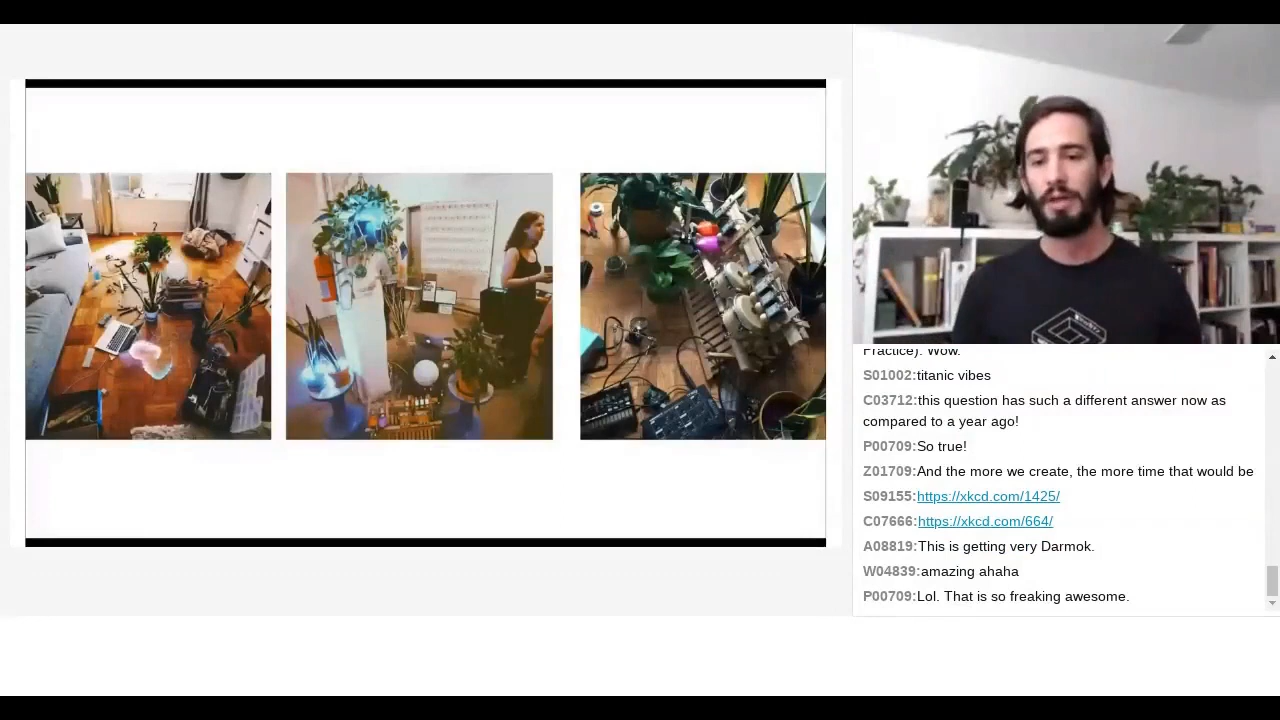 Practice). Wow.
S01002:titanic vibes
C03712:this question has such a different answer now as
compared to a year ago!
P00709:So true!
Z01709:And the more we create, the more time that would be
S09155:https://xkcd.com/1425/
C07666:https://xkcd.com/664/
A08819:This is getting very Darmok.
W04839:amazing ahaha
P00709:Lol. That is so freaking awesome.